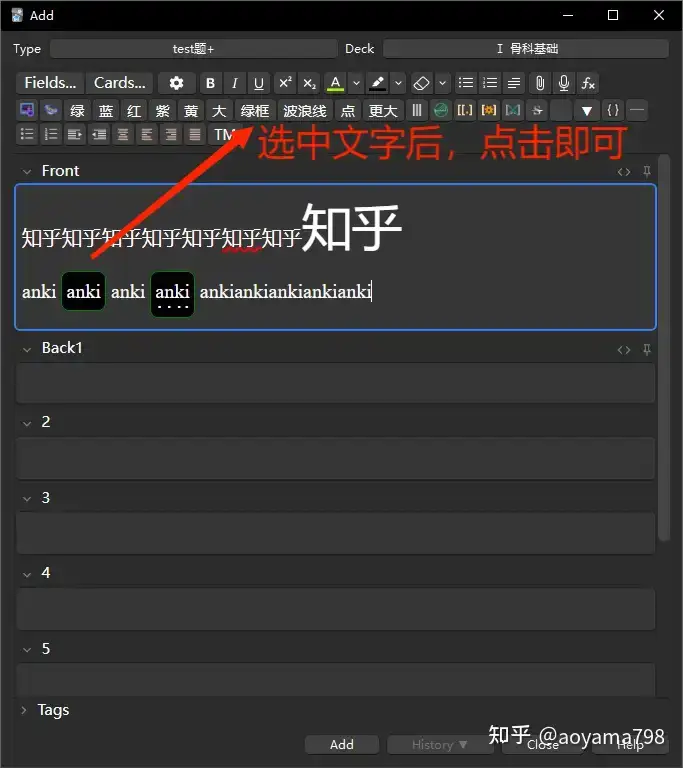 Add
Type test题+ Deck I 骨科基础
Fields... Cards... B I U X² X₂ A fx
绿 蓝 红 紫 黄 大 绿框 波浪线 点 更大 [[.] {}
TM
选中文字后，点击即可
Front
知乎知乎知乎知乎知乎知乎知乎知乎
anki anki anki anki ankiankiankiankianki
Back1
2
3
4
5
Tags
Add History Close Help
知乎 @aoyama798